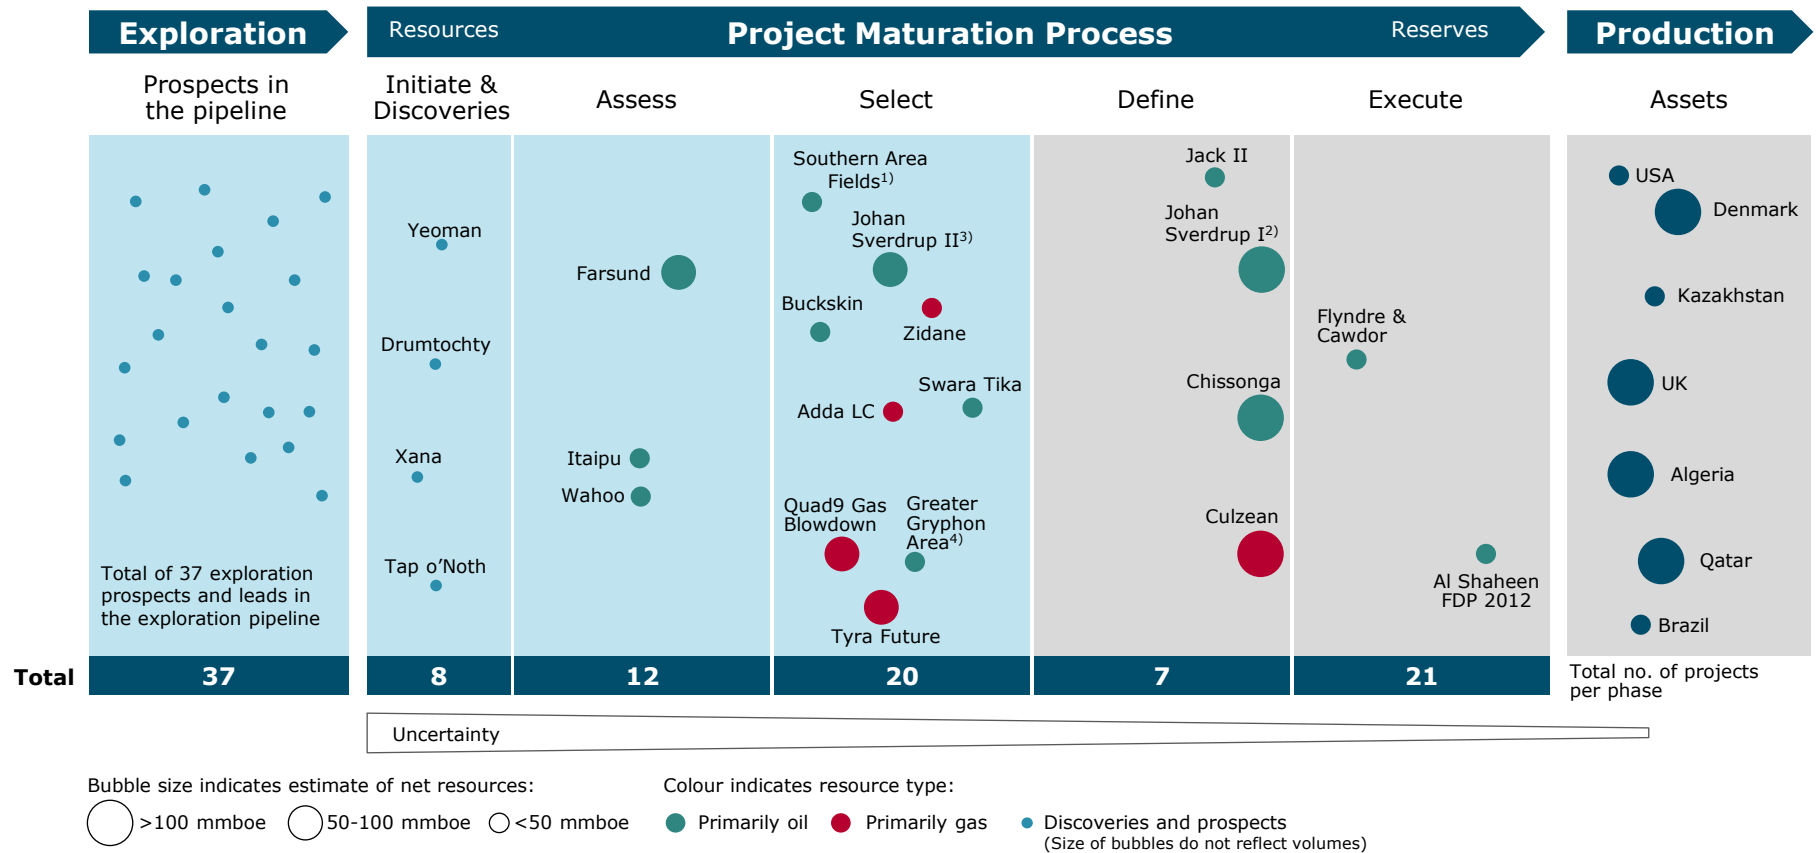 Exploration
Resources
Project Maturation Process
Reserves
Production
Prospects in
the pipeline
Initiate &
Discoveries
Assess
Select
Define
Execute
Assets
Total of 37 exploration
prospects and leads in
the exploration pipeline
Yeoman
Drumtochty
Xana
Tap o’Noth
Farsund
Itaipu
Wahoo
Southern Area
Fields1)
Johan
Sverdrup II3)
Buckskin
Zidane
Swara Tika
Adda LC
Quad9 Gas
Blowdown
Greater
Gryphon
Area4)
Tyra Future
Jack II
Johan
Sverdrup I2)
Chissonga
Culzean
Flyndre &
Cawdor
Al Shaheen
FDP 2012
USA
Denmark
Kazakhstan
UK
Algeria
Qatar
Brazil
Total
37
8
12
20
7
21
Total no. of projects
per phase
Uncertainty
Bubble size indicates estimate of net resources:
>100 mmboe
50-100 mmboe
<50 mmboe
Colour indicates resource type:
Primarily oil
Primarily gas
Discoveries and prospects
(Size of bubbles do not reflect volumes)